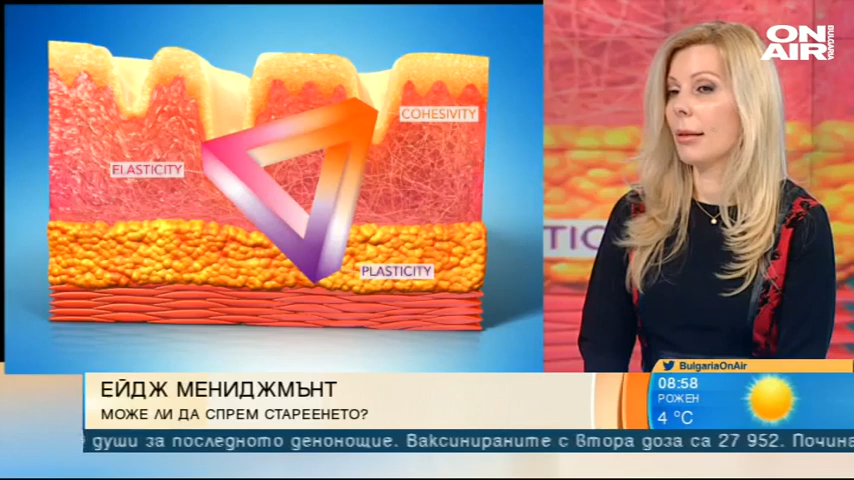 ON
AIR
BULGARIA
COHESIVITY
ELASTICITY
PLASTICITY
TIC
ЕЙДЖ МЕНИДЖМЪНТ
МОЖЕ ЛИ ДА СПРЕМ СТАРЕЕНЕТО?
BulgariaOnAir
08:58
РОЖЕН
4 °C
души за последното денонощие. Ваксинираните с втора доза са 27 952. Почина